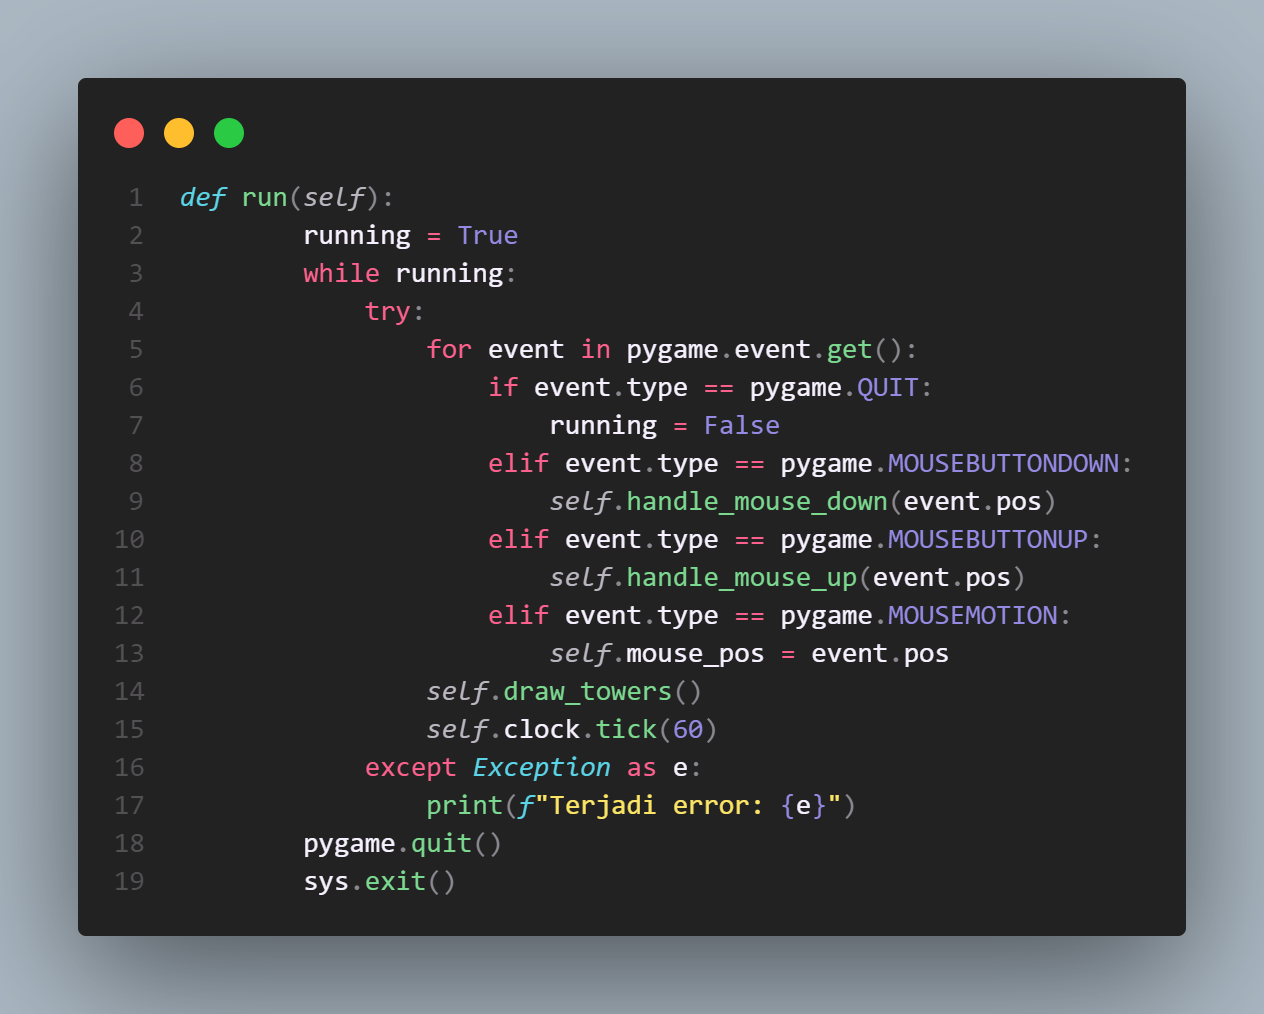 1 def run(self):
2         running = True
3         while running:
4             try:
5                 for event in pygame.event.get():
6                     if event.type == pygame.QUIT:
7                         running = False
8                     elif event.type == pygame.MOUSEBUTTONDOWN:
9                         self.handle_mouse_down(event.pos)
10                     elif event.type == pygame.MOUSEBUTTONUP:
11                         self.handle_mouse_up(event.pos)
12                     elif event.type == pygame.MOUSEMOTION:
13                         self.mouse_pos = event.pos
14                 self.draw_towers()
15                 self.clock.tick(60)
16             except Exception as e:
17                 print(f"Terjadi error: {e}")
18         pygame.quit()
19         sys.exit()